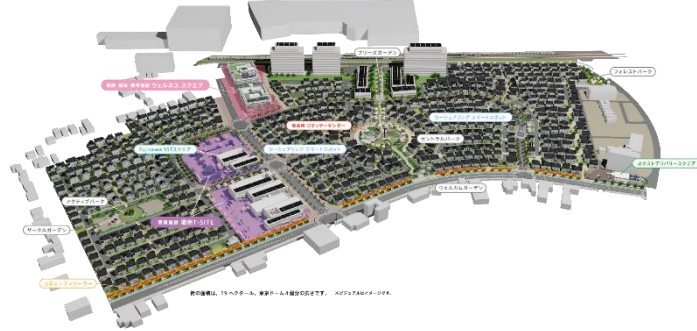 ブリーズガーデン
フォレストパーク
健康・福祉・教育施設 ウェルネス スクエア
集会所 コミッティーセンター
カーシェアリング スマートスポット
セントラルパーク
Fujisawa SSTスクエア
カーシェアリング スマートスポット
ネクストデリバリースクエア
ウェルカムガーデン
アクティブパーク
商業施設 湘南T-SITE
サークルガーデン
コミュニティソーラー
街の面積は、19ヘクタール。東京ドーム4個分の広さです。 ※ビジュアルはイメージです。